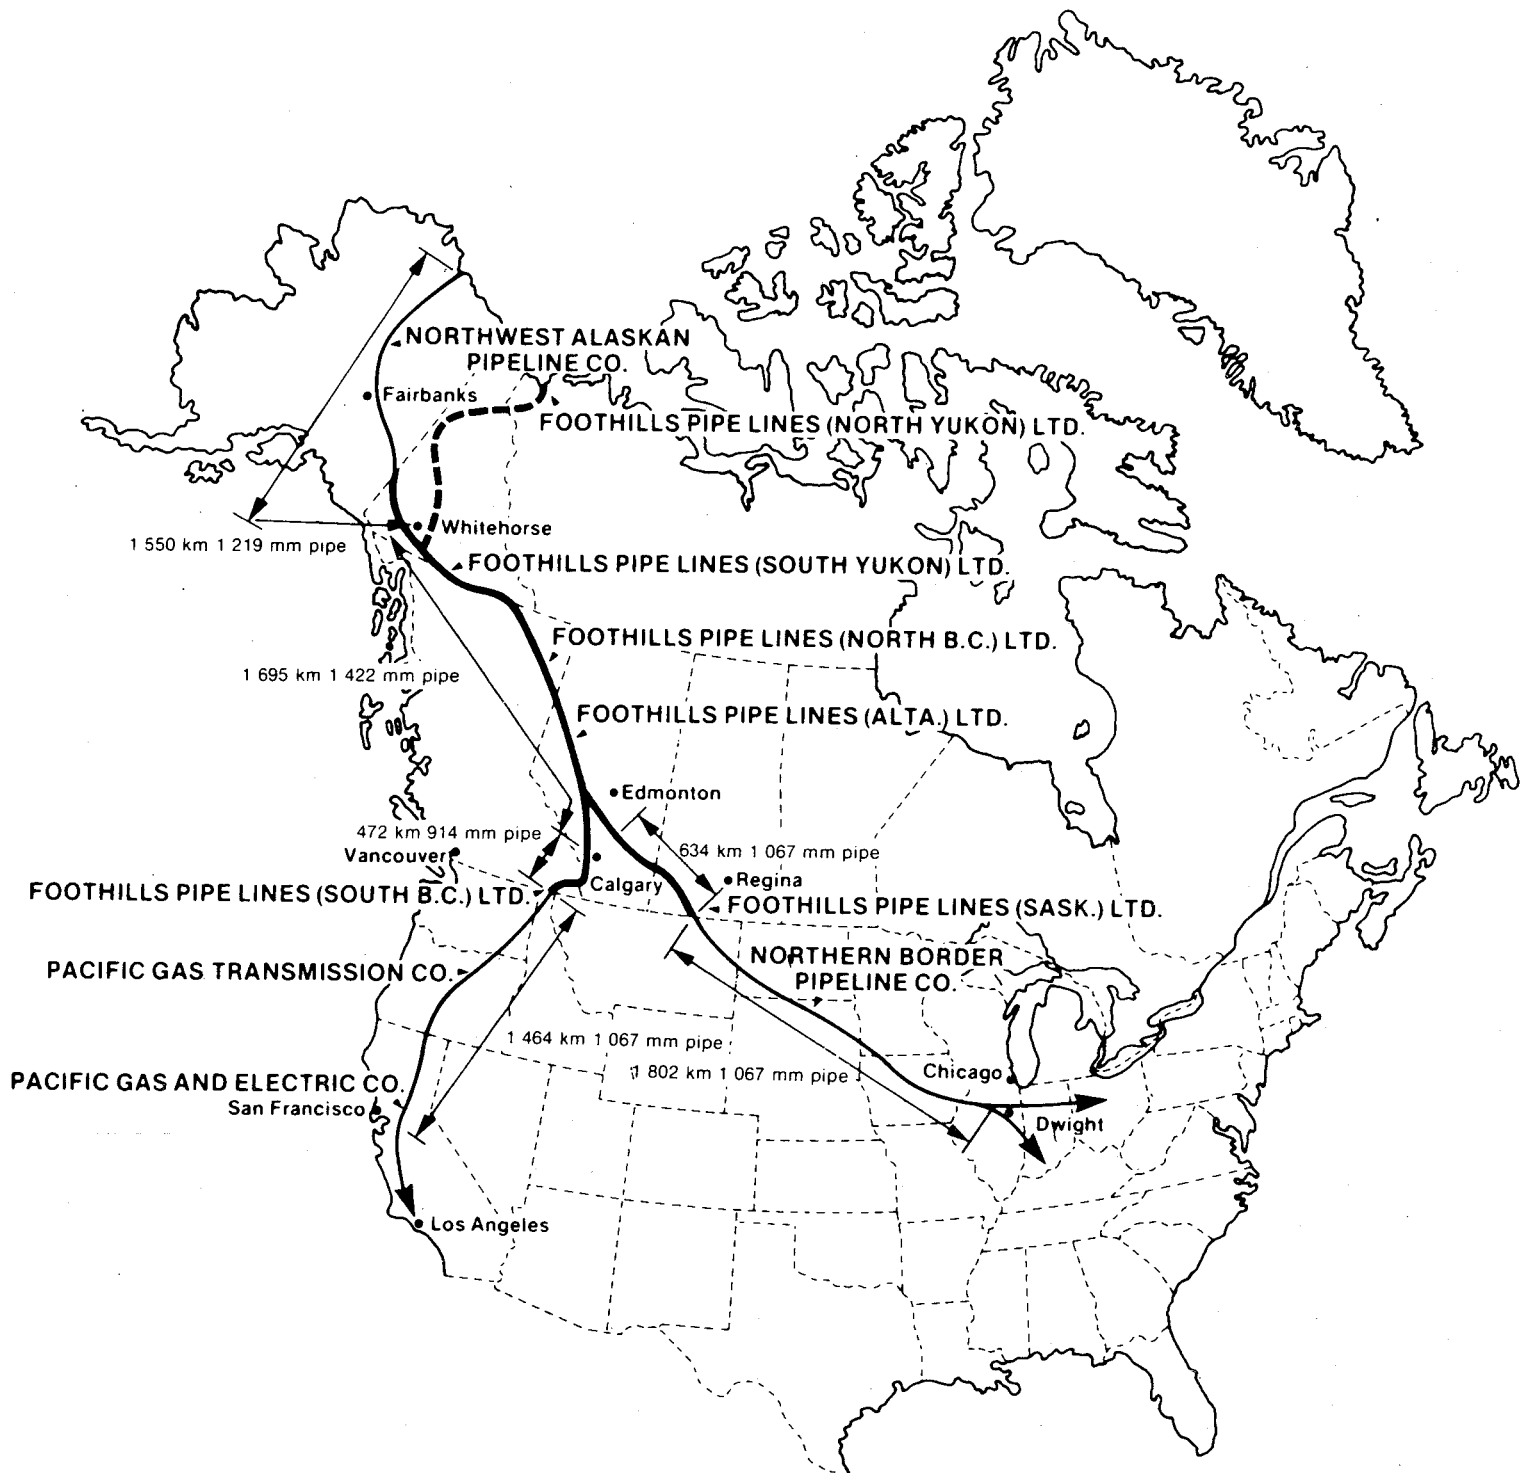 NORTHWEST ALASKAN
PIPELINE CO.
Fairbanks
FOOTHILLS PIPE LINES (NORTH YUKON) LTD.
Whitehorse
1 550 km 1 219 mm pipe
FOOTHILLS PIPE LINES (SOUTH YUKON) LTD.
FOOTHILLS PIPE LINES (NORTH B.C.) LTD.
1 695 km 1 422 mm pipe
FOOTHILLS PIPE LINES (ALTA.) LTD.
Edmonton
472 km 914 mm pipe
634 km 1 067 mm pipe
Vancouver
Calgary
Regina
FOOTHILLS PIPE LINES (SOUTH B.C.) LTD.
FOOTHILLS PIPE LINES (SASK.) LTD.
NORTHERN BORDER
PIPELINE CO.
PACIFIC GAS TRANSMISSION CO.
1 464 km 1 067 mm pipe
1 802 km 1 067 mm pipe
Chicago
PACIFIC GAS AND ELECTRIC CO.
San Francisco
Dwight
Los Angeles